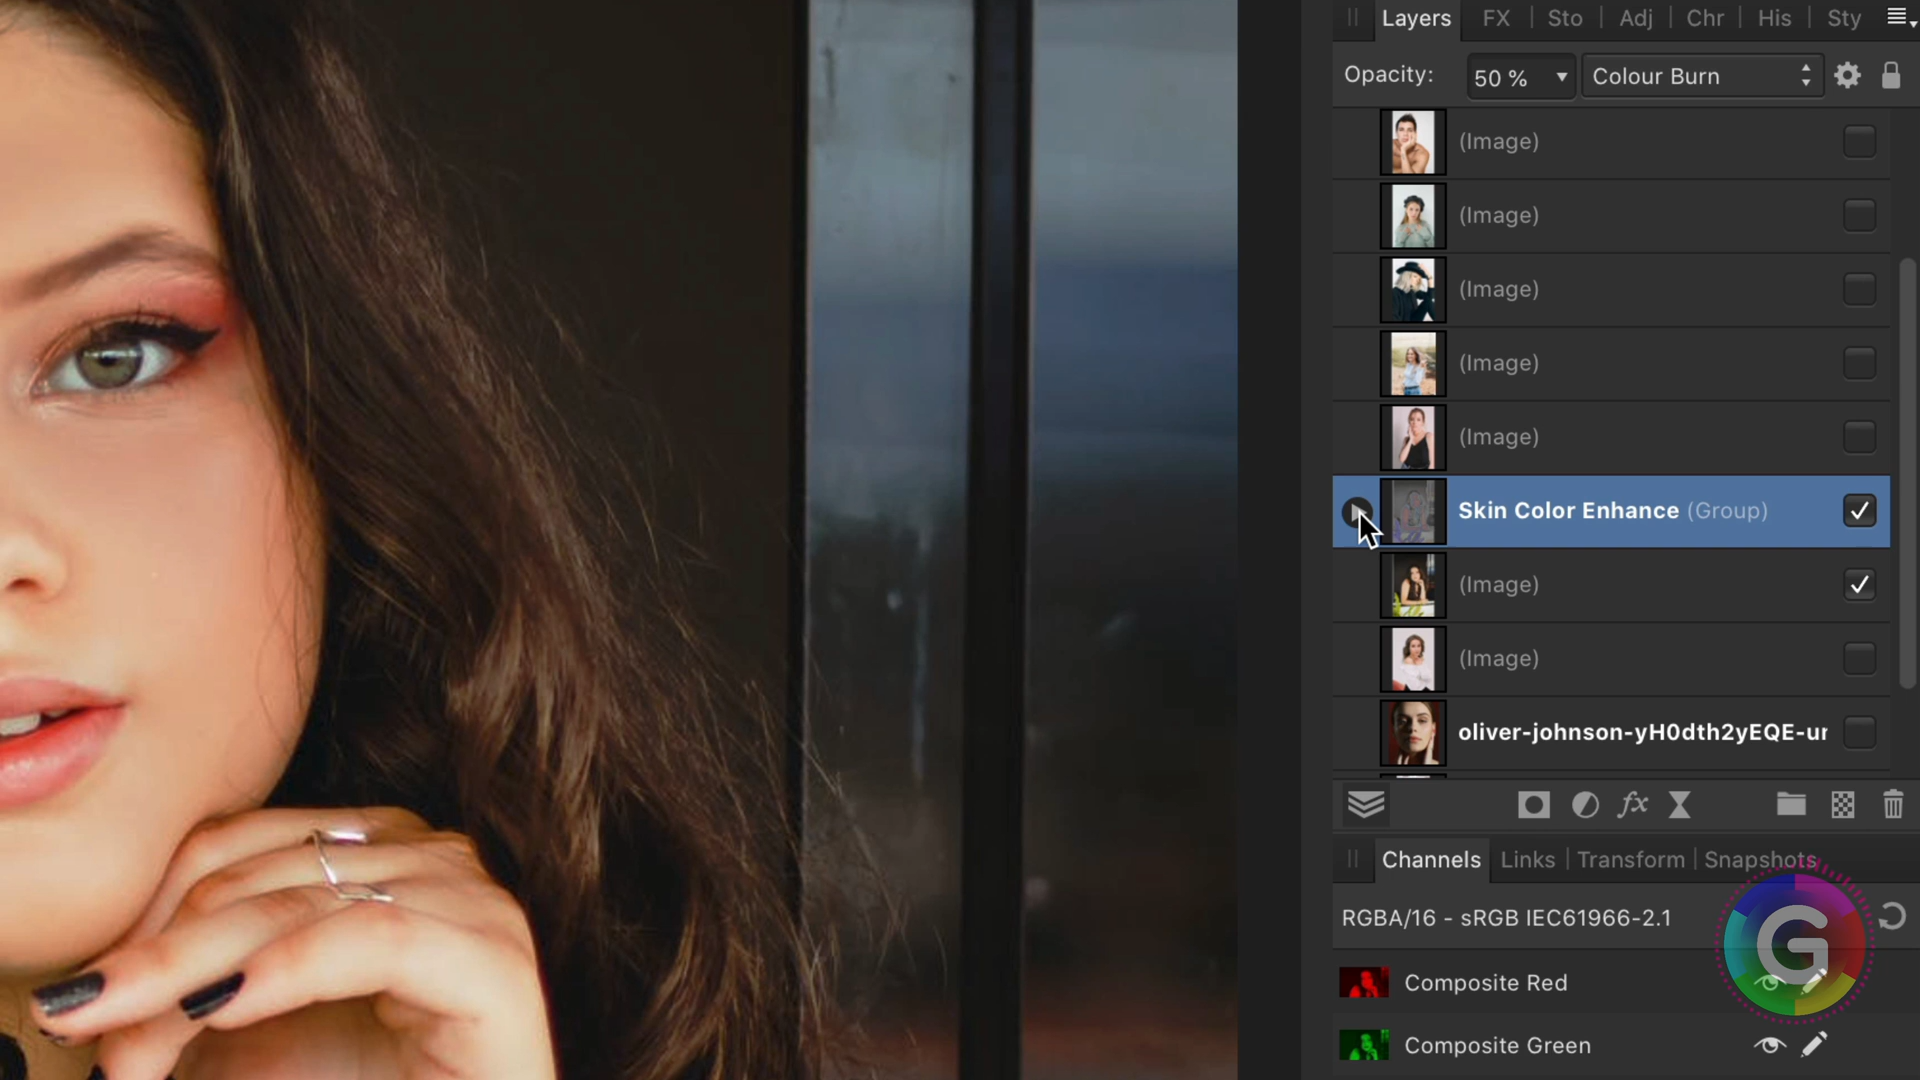 Layers FX Sto Adj Chr His Sty
Opacity: 50 % Colour Burn
(Image)
(Image)
(Image)
(Image)
(Image)
Skin Color Enhance (Group)
(Image)
(Image)
oliver-johnson-yH0dth2yEQE-ur
fx
Channels Links Transform Snapshots
RGBA/16 - sRGB IEC61966-2.1
G
Composite Red
Composite Green